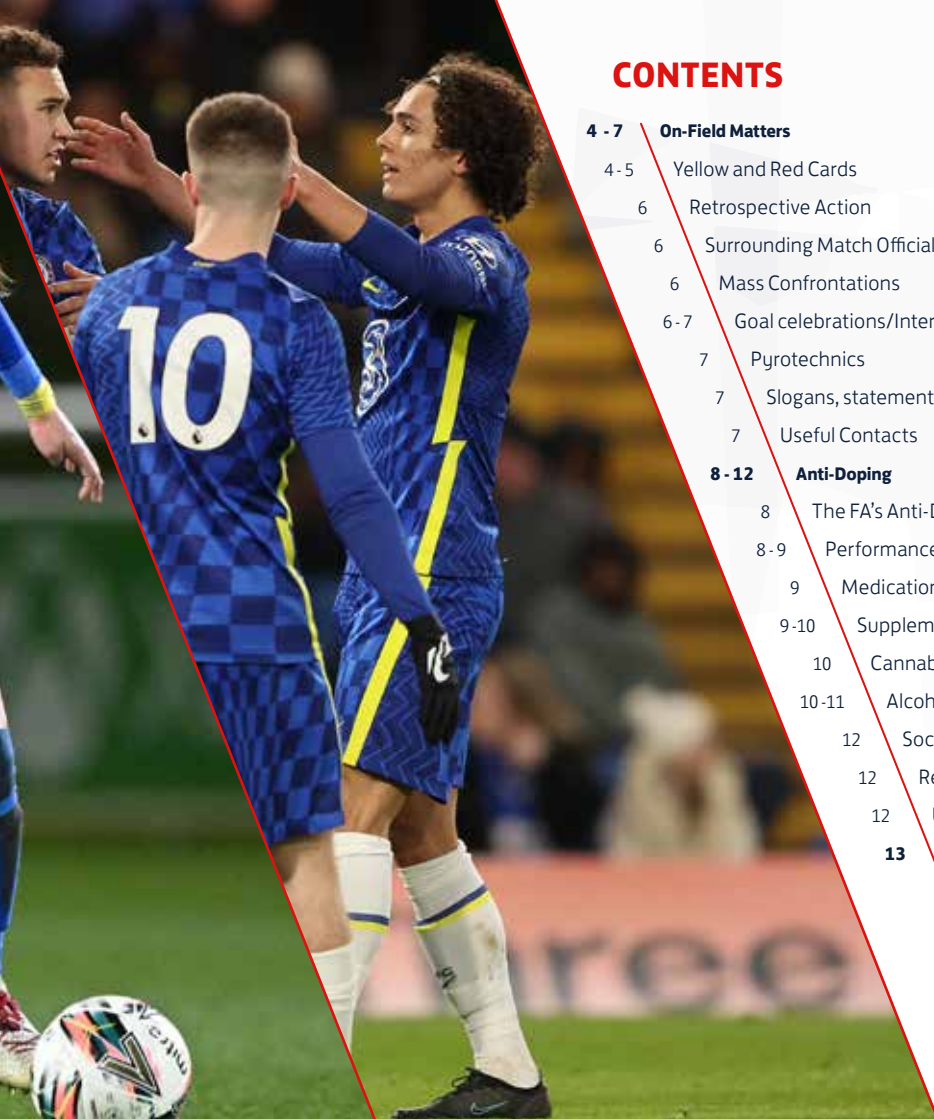 CONTENTS
4 - 7 On-Field Matters
4-5 Yellow and Red Cards
6 Retrospective Action
6 Surrounding Match Official
6 Mass Confrontations
6-7 Goal celebrations/Inter
7 Pyrotechnics
7 Slogans, statement
7 Useful Contacts
8 - 12 Anti-Doping
8 The FA's Anti-D
8-9 Performance
9 Medication
9-10 Supplem
10 Cannab
10-11 Alcoh
12 Soc
12 Re
12
13
10
HYUNDAI
mitre
hree